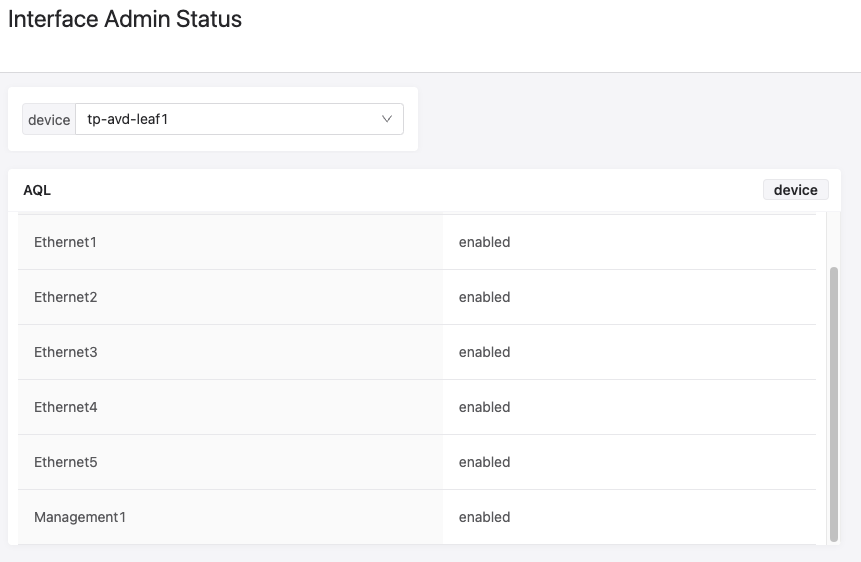 Interface Admin Status
device tp-avd-leaf1
AQL device
Ethernet1 enabled
Ethernet2 enabled
Ethernet3 enabled
Ethernet4 enabled
Ethernet5 enabled
Management1 enabled